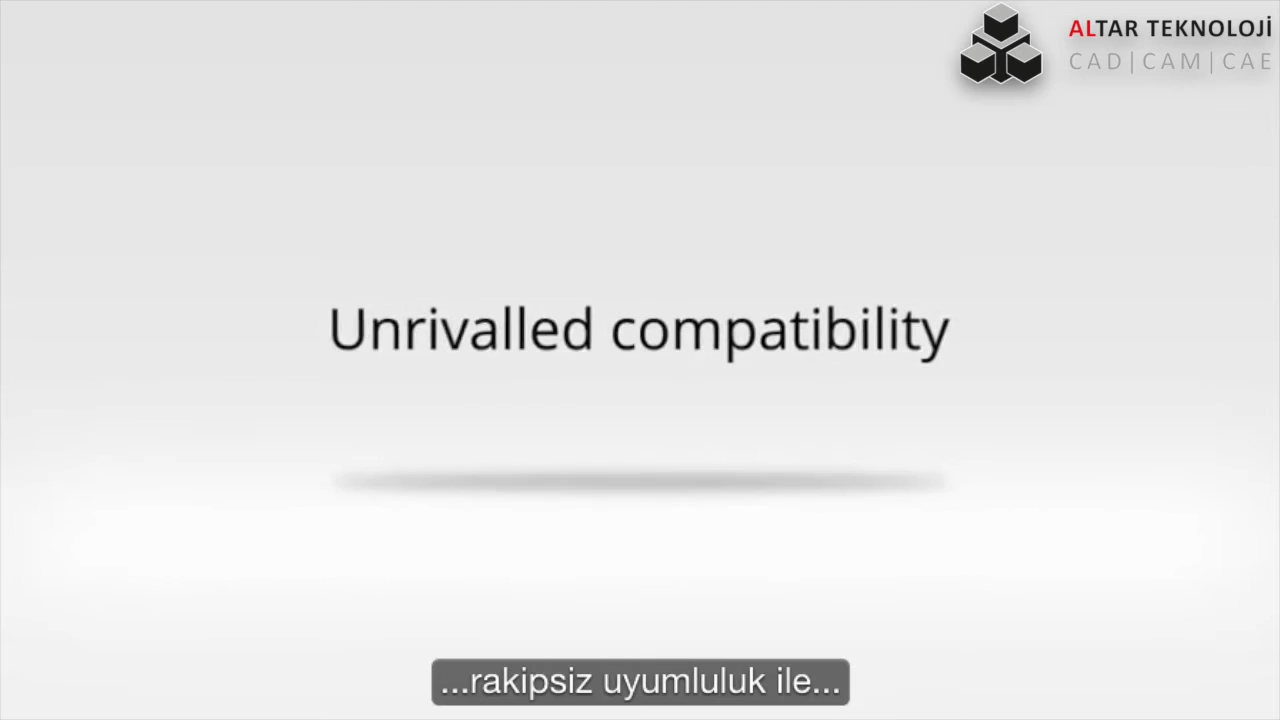 ALTAR TEKNOLOJİ
CAD|CAM|CAE
Unrivalled compatibility
...rakipsiz uyumluluk ile...